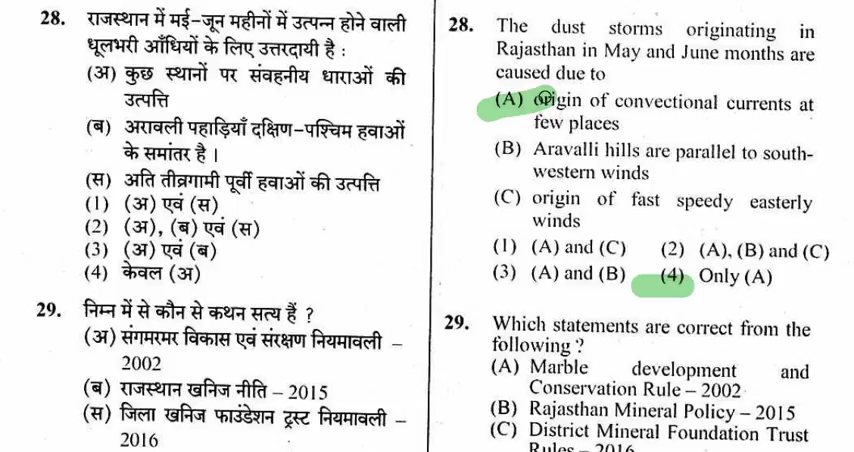 28. राजस्थान में मई-जून महीनों में उत्पन्न होने वाली
धूलभरी आँधियों के लिए उत्तरदायी है :
(अ) कुछ स्थानों पर संवहनीय धाराओं की
उत्पत्ति
(ब) अरावली पहाड़ियाँ दक्षिण-पश्चिम हवाओं
के समांतर है ।
(स) अति तीव्रगामी पूर्वी हवाओं की उत्पत्ति
(1) (अ) एवं (स)
(2) (अ), (ब) एवं (स)
(3) (अ) एवं (ब)
(4) केवल (अ)
29. निम्न में से कौन से कथन सत्य हैं ?
(अ) संगमरमर विकास एवं संरक्षण नियमावली –
2002
(ब) राजस्थान खनिज नीति – 2015
(स) जिला खनिज फाउंडेशन ट्रस्ट नियमावली –
2016
28. The dust storms originating in
Rajasthan in May and June months are
caused due to
(A) origin of convectional currents at
few places
(B) Aravalli hills are parallel to south-
western winds
(C) origin of fast speedy easterly
winds
(1) (A) and (C) (2) (A), (B) and (C)
(3) (A) and (B) (4) Only (A)
29. Which statements are correct from the
following ?
(A) Marble development and
Conservation Rule – 2002
(B) Rajasthan Mineral Policy – 2015
(C) District Mineral Foundation Trust
Rules – 2016